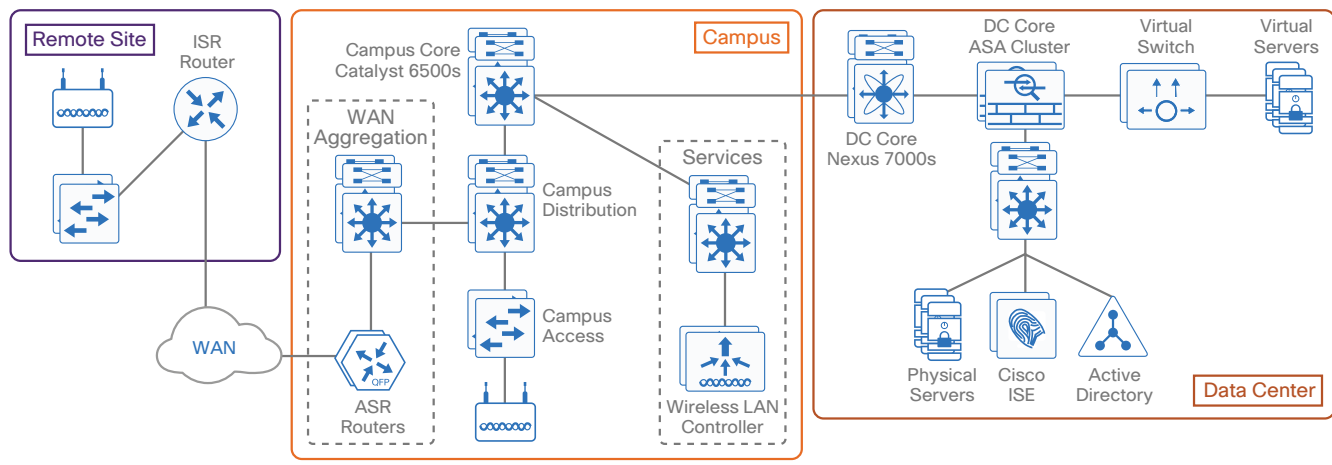 Remote Site
ISR
Router
WAN
Campus
Campus Core
Catalyst 6500s
WAN
Aggregation
Campus
Distribution
Campus
Access
QFP
ASR
Routers
Services
Wireless LAN
Controller
DC Core
Nexus 7000s
DC Core
ASA Cluster
Virtual
Switch
Virtual
Servers
Physical
Servers
Cisco
ISE
Active
Directory
Data Center